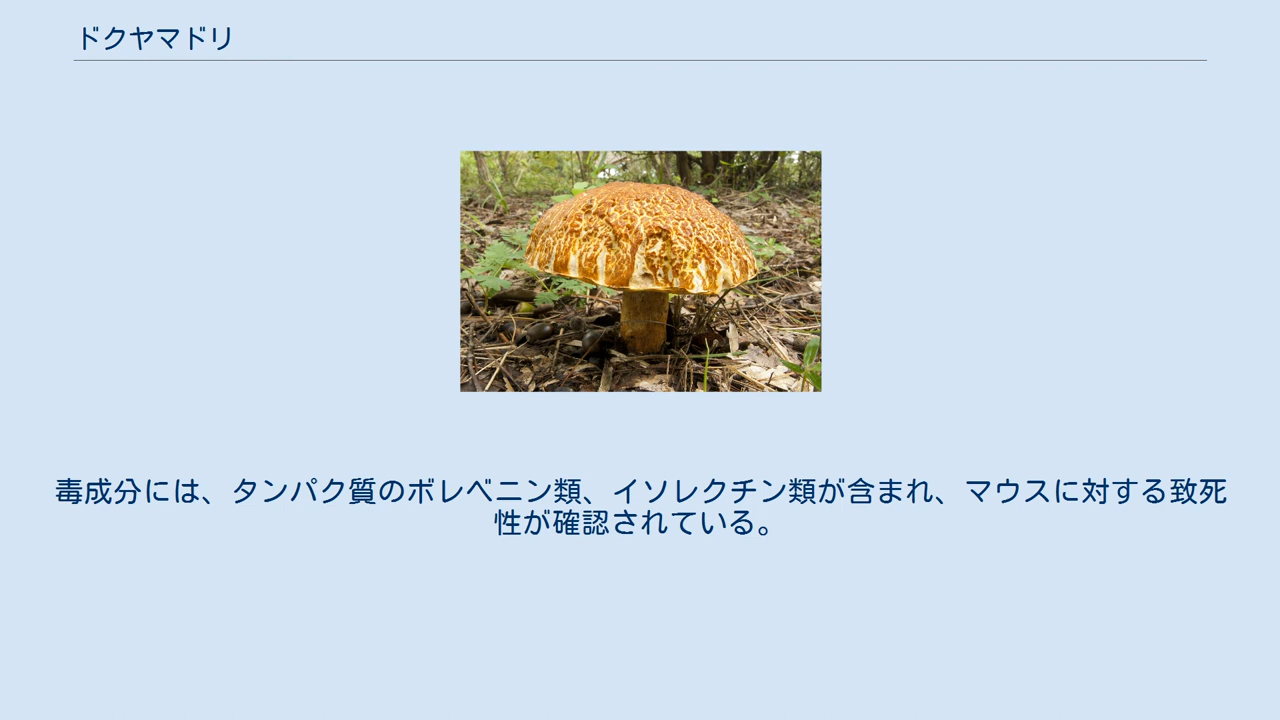 ドクヤマドリ
毒成分には、タンパク質のボレベニン類、イソレクチン類が含まれ、マウスに対する致死
性が確認されている。